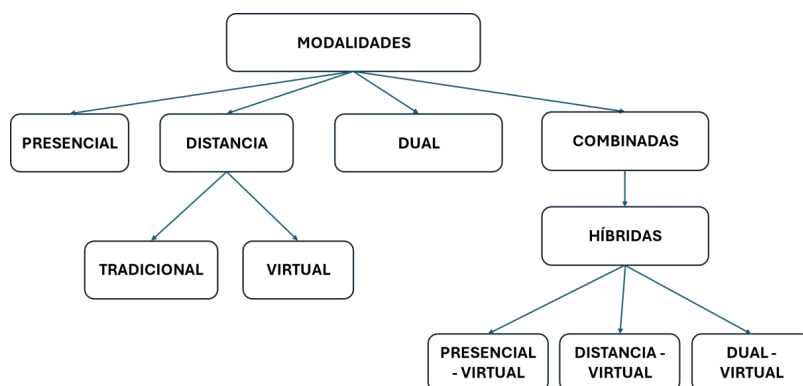 MODALIDADES
PRESENCIAL
DISTANCIA
DUAL
COMBINADAS
TRADICIONAL
VIRTUAL
HÍBRIDAS
PRESENCIAL
- VIRTUAL
DISTANCIA -
VIRTUAL
DUAL -
VIRTUAL